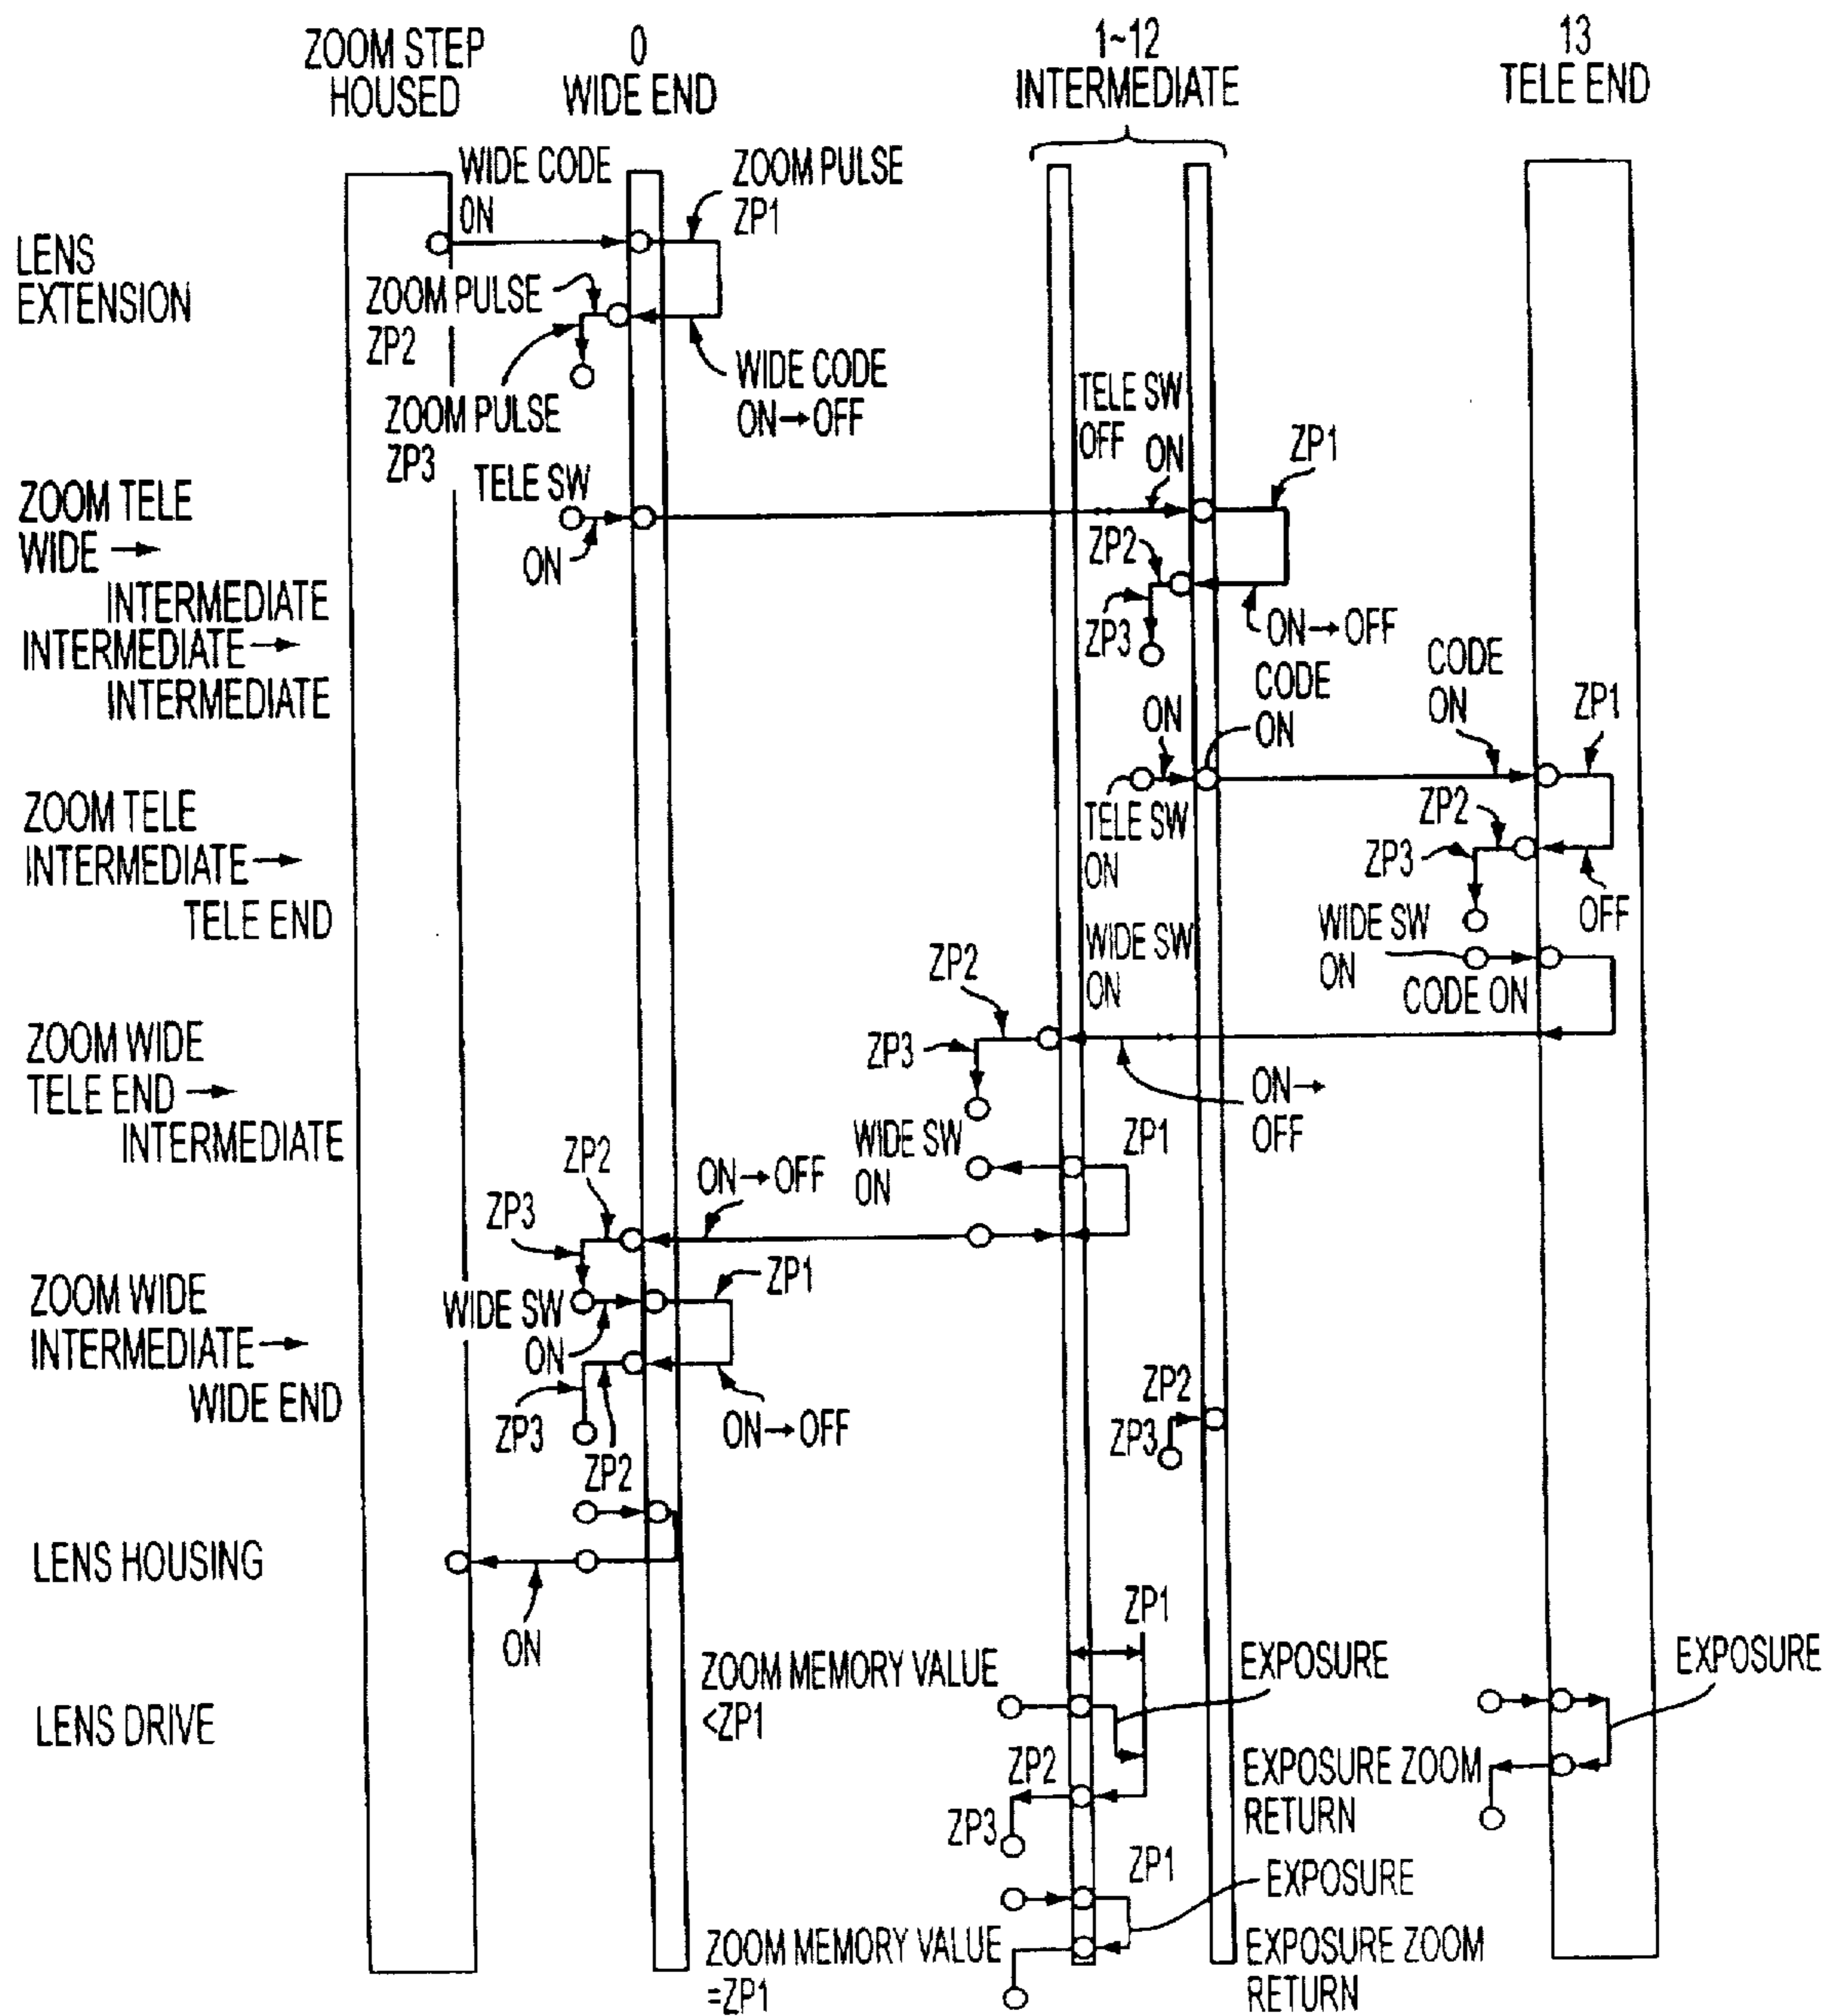 ZOOM STEP
HOUSED
0
WIDE END
1~12
INTERMEDIATE
13
TELE END
WIDE CODE
ON
ZOOM PULSE
ZP1
LENS
EXTENSION
ZOOM PULSE
ZP2
ZOOM PULSE
ZP3
WIDE CODE
ON→OFF
TELE SW
OFF
ON
ZP1
ZOOM TELE
WIDE →
INTERMEDIATE
INTERMEDIATE →
INTERMEDIATE
TELE SW
ON
ZP2
ZP3
ON→OFF
CODE
ON
ON
CODE
ON
ZP1
ZOOM TELE
INTERMEDIATE →
TELE END
TELE SW
ON
ZP2
ZP3
OFF
WIDE SW
ON
WIDE SW
ON
CODE ON
ZP2
ZP3
ON→
OFF
ZOOM WIDE
TELE END →
INTERMEDIATE
WIDE SW
ON
ZP1
ZP2
ON→OFF
ZP3
ZOOM WIDE
INTERMEDIATE →
WIDE END
WIDE SW
ON
ZP1
ZP3
ZP2
ON→OFF
ZP2
ZP3
LENS HOUSING
ON
LENS DRIVE
ZOOM MEMORY VALUE
<ZP1
ZP1
EXPOSURE
EXPOSURE
ZP2
ZP3
EXPOSURE ZOOM
RETURN
ZP1
EXPOSURE
ZOOM MEMORY VALUE
=ZP1
EXPOSURE ZOOM
RETURN